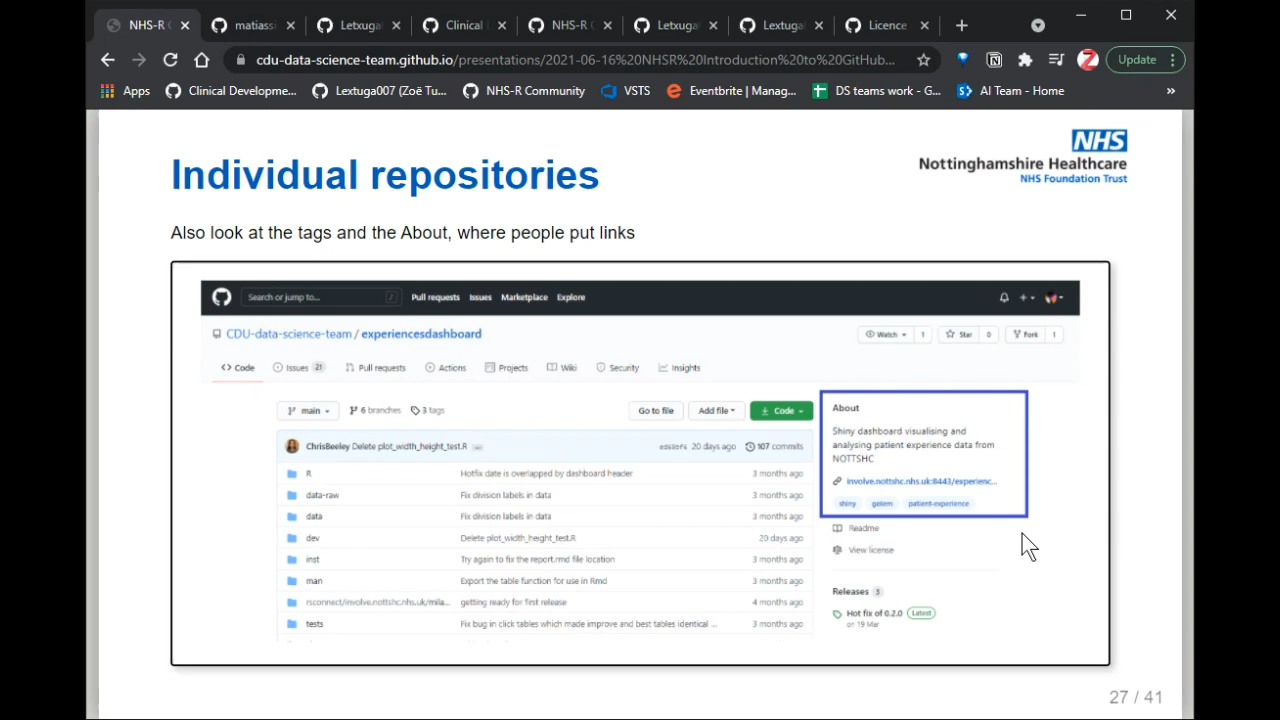 NHS-R C
matiassi
Letxuga
Clinical
NHS-R C
Letxuga
Lextuga
Licence
cdu-data-science-team.github.io/presentations/2021-06-16%20NHSR%20Introduction%20to%20GitHub...
Update
Apps
Clinical Developme...
Lextuga007 (Zoë Tu...
NHS-R Community
VSTS
Eventbrite | Manag...
DS teams work - G...
AI Team - Home
»
NHS
Nottinghamshire Healthcare
NHS Foundation Trust
Individual repositories
Also look at the tags and the About, where people put links
Search or jump to... /
Pull requests Issues Marketplace Explore
CDU-data-science-team / experiencesdashboard
Watch 1 Star 0 Fork 1
Code Issues 21 Pull requests Actions Projects Wiki Security Insights
main 6 branches 3 tags Go to file Add file Code
ChrisBeeley Delete plot_width_height_test.R ... 20 days ago 107 commits
R Hotfix date is overlapped by dashboard header 3 months ago
data-raw Fix division labels in data 3 months ago
data Fix division labels in data 3 months ago
dev Delete plot_width_height_test.R 20 days ago
inst Try again to fix the report.rmd file location 3 months ago
man Export the table function for use in Rmd 3 months ago
rsconnect/involve.nottshc.nhs.uk/mila... getting ready for first release 4 months ago
tests Fix bug in click tables which made improve and best tables identical ... 3 months ago
About
Shiny dashboard visualising and
analysing patient experience data from
NOTTSHC
involve.nottshc.nhs.uk:8443/experienc...
shiny golem patient-experience
Readme
View license
Releases 3
Hot fix of 0.2.0 Latest
on 19 Mar
27 / 41